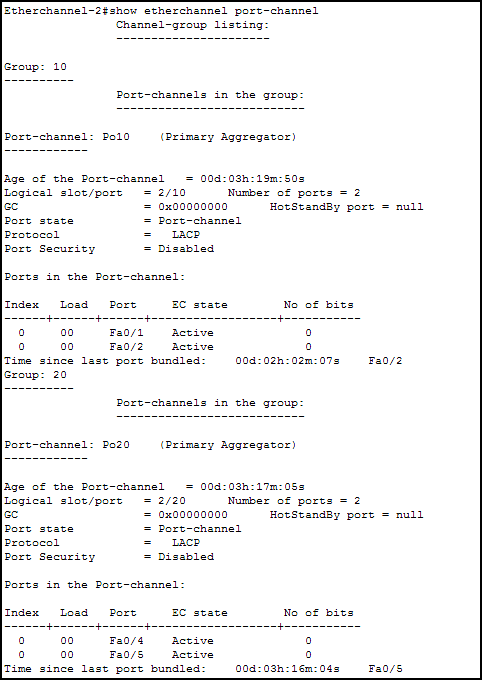 Etherchannel-2#show etherchannel port-channel
Channel-group listing:
----------------------
Group: 10
----------
Port-channels in the group:
---------------------------
Port-channel: Po10    (Primary Aggregator)
------------
Age of the Port-channel   = 00d:03h:19m:50s
Logical slot/port   = 2/10      Number of ports = 2
GC                  = 0x00000000      HotStandBy port = null
Port state          = Port-channel
Protocol            =   LACP
Port Security       = Disabled
Ports in the Port-channel:
Index   Load   Port     EC state        No of bits
------+------+------+------------------+-----------
  0     00     Fa0/1    Active             0
  0     00     Fa0/2    Active             0
Time since last port bundled:    00d:02h:02m:07s    Fa0/2
Group: 20
----------
Port-channels in the group:
---------------------------
Port-channel: Po20    (Primary Aggregator)
------------
Age of the Port-channel   = 00d:03h:17m:05s
Logical slot/port   = 2/20      Number of ports = 2
GC                  = 0x00000000      HotStandBy port = null
Port state          = Port-channel
Protocol            =   LACP
Port Security       = Disabled
Ports in the Port-channel:
Index   Load   Port     EC state        No of bits
------+------+------+------------------+-----------
  0     00     Fa0/4    Active             0
  0     00     Fa0/5    Active             0
Time since last port bundled:    00d:03h:16m:04s    Fa0/5